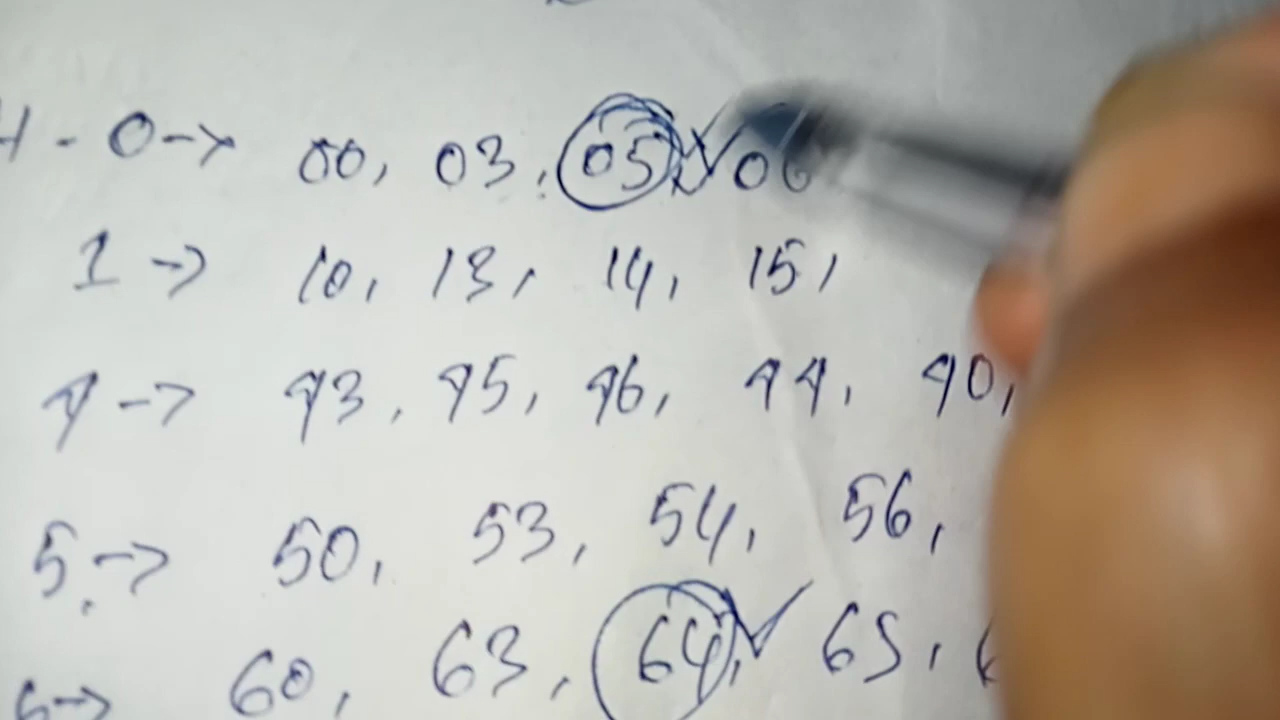 H - 0 → 00, 03, 05, 06
1 → 10, 13, 14, 15,
9 → 93, 95, 96, 99, 90,
5 → 50, 53, 54, 56,
6 → 60, 63, 64, 65,